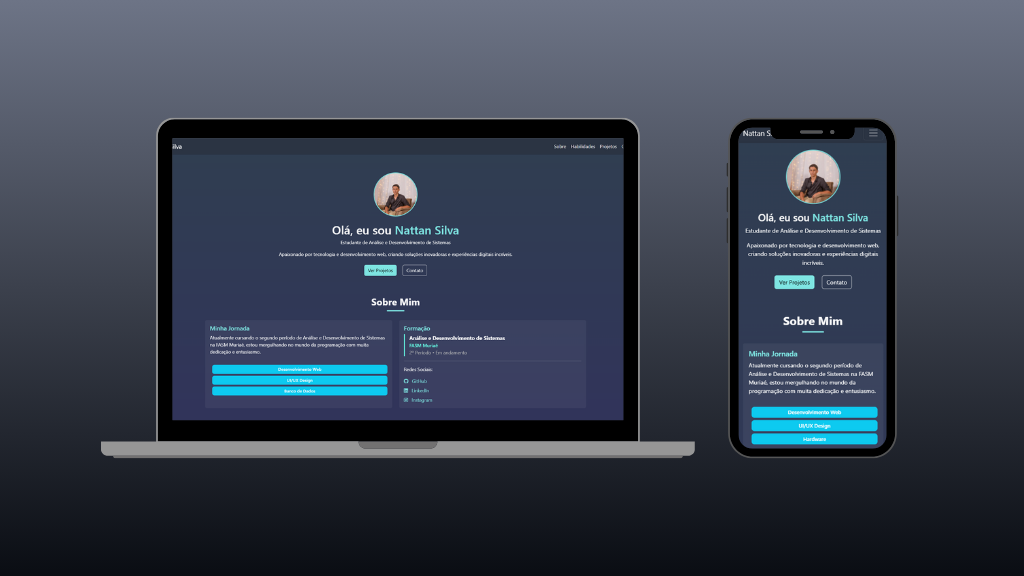 ilva
Sobre Habilidades Projetos
Olá, eu sou Nattan Silva
Estudante de Análise e Desenvolvimento de Sistemas
Apaixonado por tecnologia e desenvolvimento web, criando soluções inovadoras e experiências digitais incríveis.
Ver Projetos Contato
Sobre Mim
Minha Jornada
Atualmente cursando o segundo período de Análise e Desenvolvimento de Sistemas
na FASM Muriaé, estou mergulhando no mundo da programação com muita
dedicação e entusiasmo.
Desenvolvimento Web
UI/UX Design
Banco de Dados
Formação
Análise e Desenvolvimento de Sistemas
FASM Muriaé
2º Período • Em andamento
Redes Sociais:
GitHub
LinkedIn
Instagram
Nattan S
Olá, eu sou Nattan Silva
Estudante de Análise e Desenvolvimento de Sistemas
Apaixonado por tecnologia e desenvolvimento web,
criando soluções inovadoras e experiências digitais
incríveis.
Ver Projetos Contato
Sobre Mim
Minha Jornada
Atualmente cursando o segundo período de
Análise e Desenvolvimento de Sistemas na FASM
Muriaé, estou mergulhando no mundo da
programação com muita dedicação e entusiasmo.
Desenvolvimento Web
UI/UX Design
Hardware